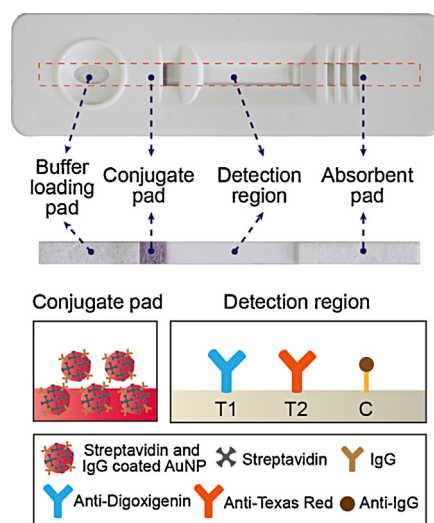 Buffer
loading
pad
Conjugate
pad
Detection
region
Absorbent
pad
Conjugate pad
Detection region
T1 T2 C
Streptavidin and
IgG coated AuNP
Streptavidin
IgG
Anti-Digoxigenin
Anti-Texas Red
Anti-IgG